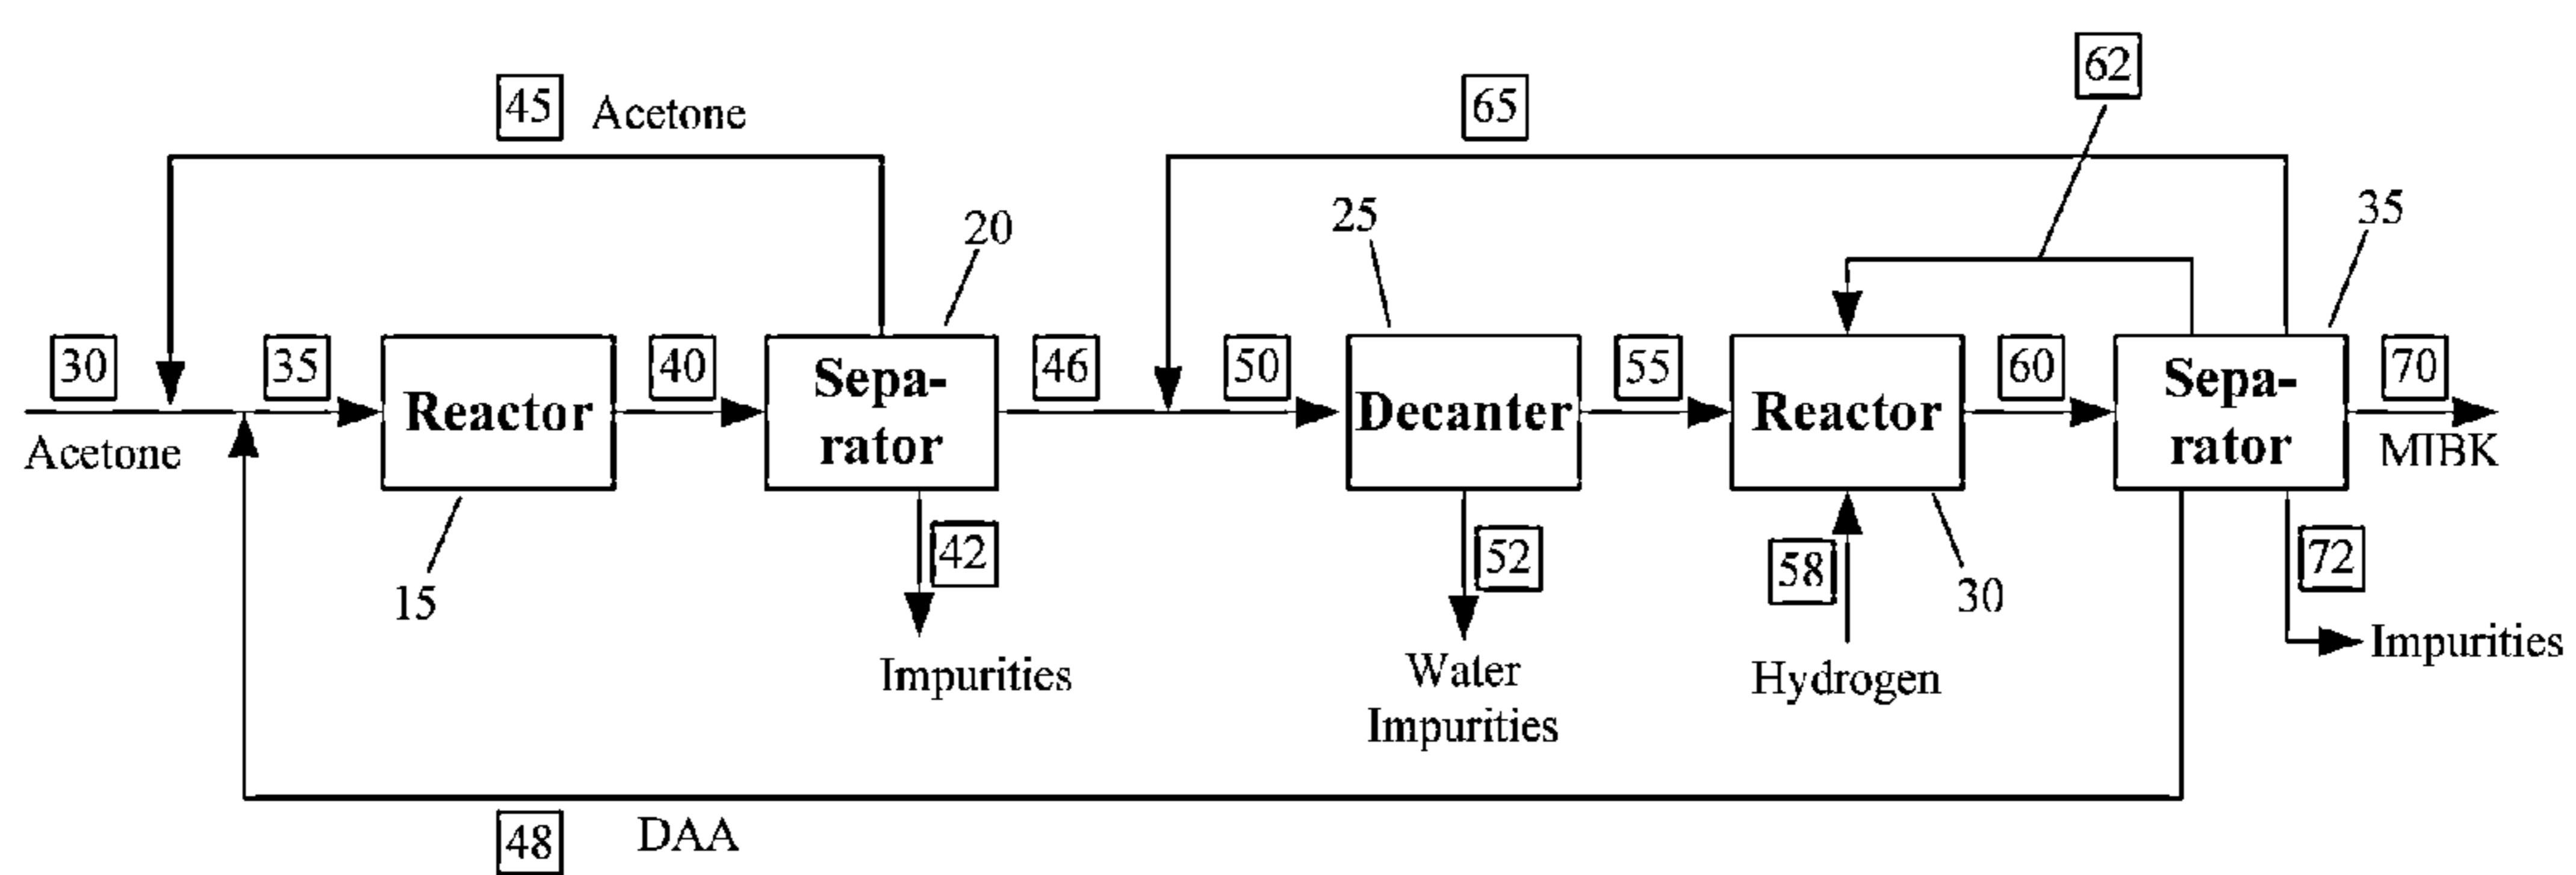 62
45 Acetone
65
20
25
35
30
35
40
46
50
55
60
70
Acetone
Reactor
Sepa-
rator
Decanter
Reactor
Sepa-
rator
MIBK
15
42
52
58
30
72
Impurities
Water
Impurities
Hydrogen
Impurities
48
DAA